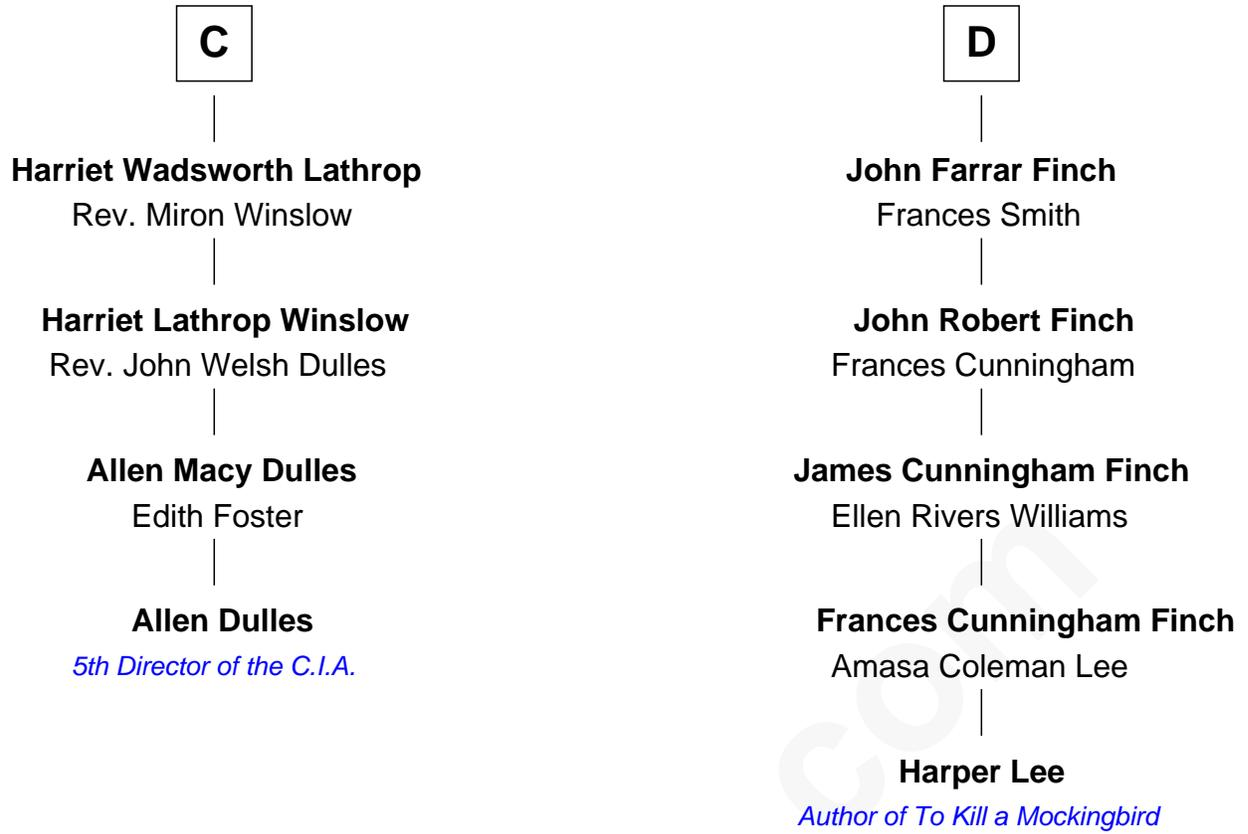 C
Harriet Wadsworth Lathrop
Rev. Miron Winslow
Harriet Lathrop Winslow
Rev. John Welsh Dulles
Allen Macy Dulles
Edith Foster
Allen Dulles
5th Director of the C.I.A.
D
John Farrar Finch
Frances Smith
John Robert Finch
Frances Cunningham
James Cunningham Finch
Ellen Rivers Williams
Frances Cunningham Finch
Amasa Coleman Lee
Harper Lee
Author of To Kill a Mockingbird
com